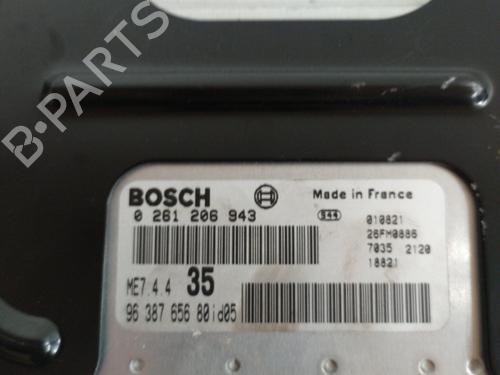 B-PARTS
BOSCH
Made in France
0 261 206 943
S44
010821
26FM0886
7035 2120
18821
ME7.4.4 35
96 387 656 80id05